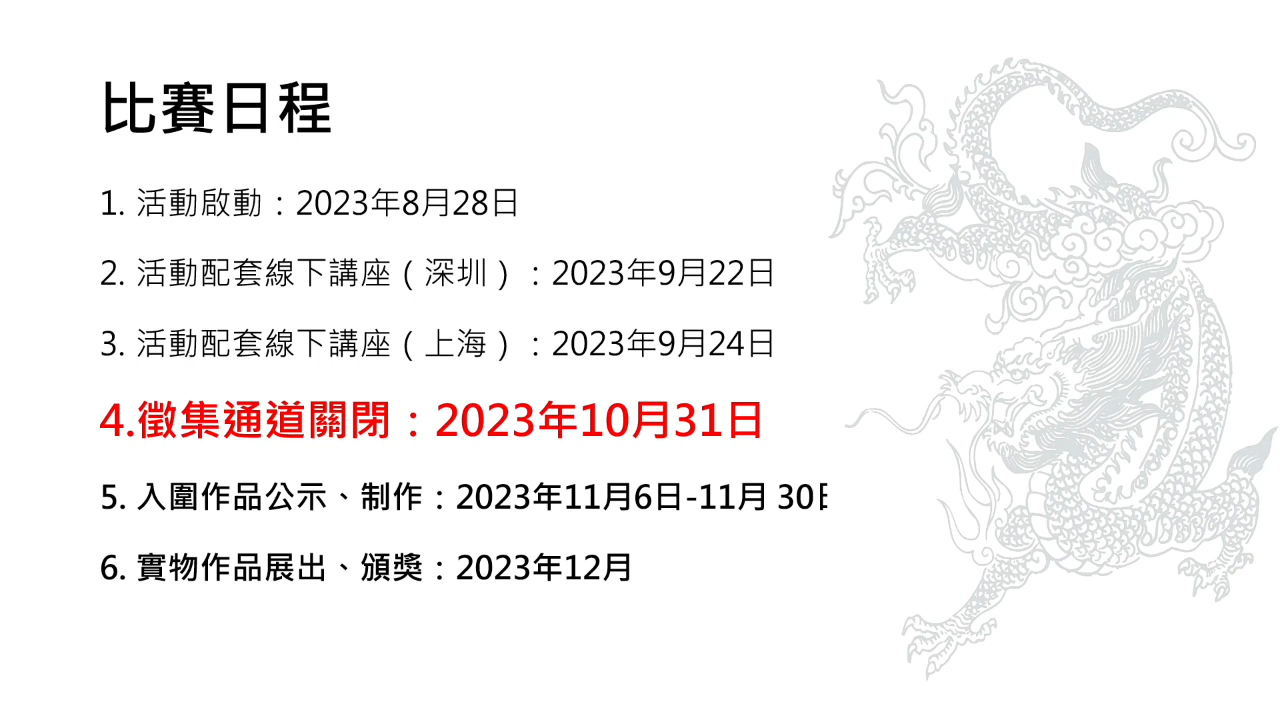 比賽日程
1. 活動啟動：2023年8月28日
2. 活動配套線下講座（深圳）：2023年9月22日
3. 活動配套線下講座（上海）：2023年9月24日
4.徵集通道關閉：2023年10月31日
5. 入圍作品公示、制作：2023年11月6日-11月 30日
6. 實物作品展出、頒獎：2023年12月